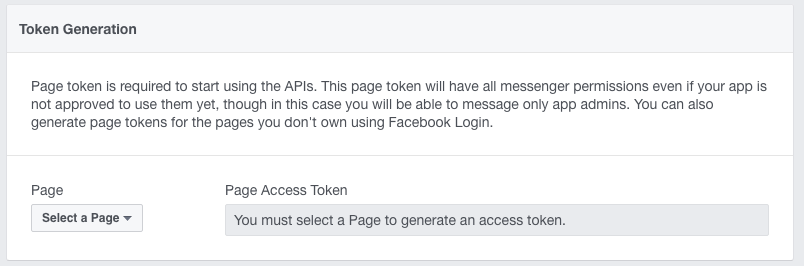 Token Generation
Page token is required to start using the APIs. This page token will have all messenger permissions even if your app is
not approved to use them yet, though in this case you will be able to message only app admins. You can also
generate page tokens for the pages you don't own using Facebook Login.
Page
Page Access Token
Select a Page
You must select a Page to generate an access token.